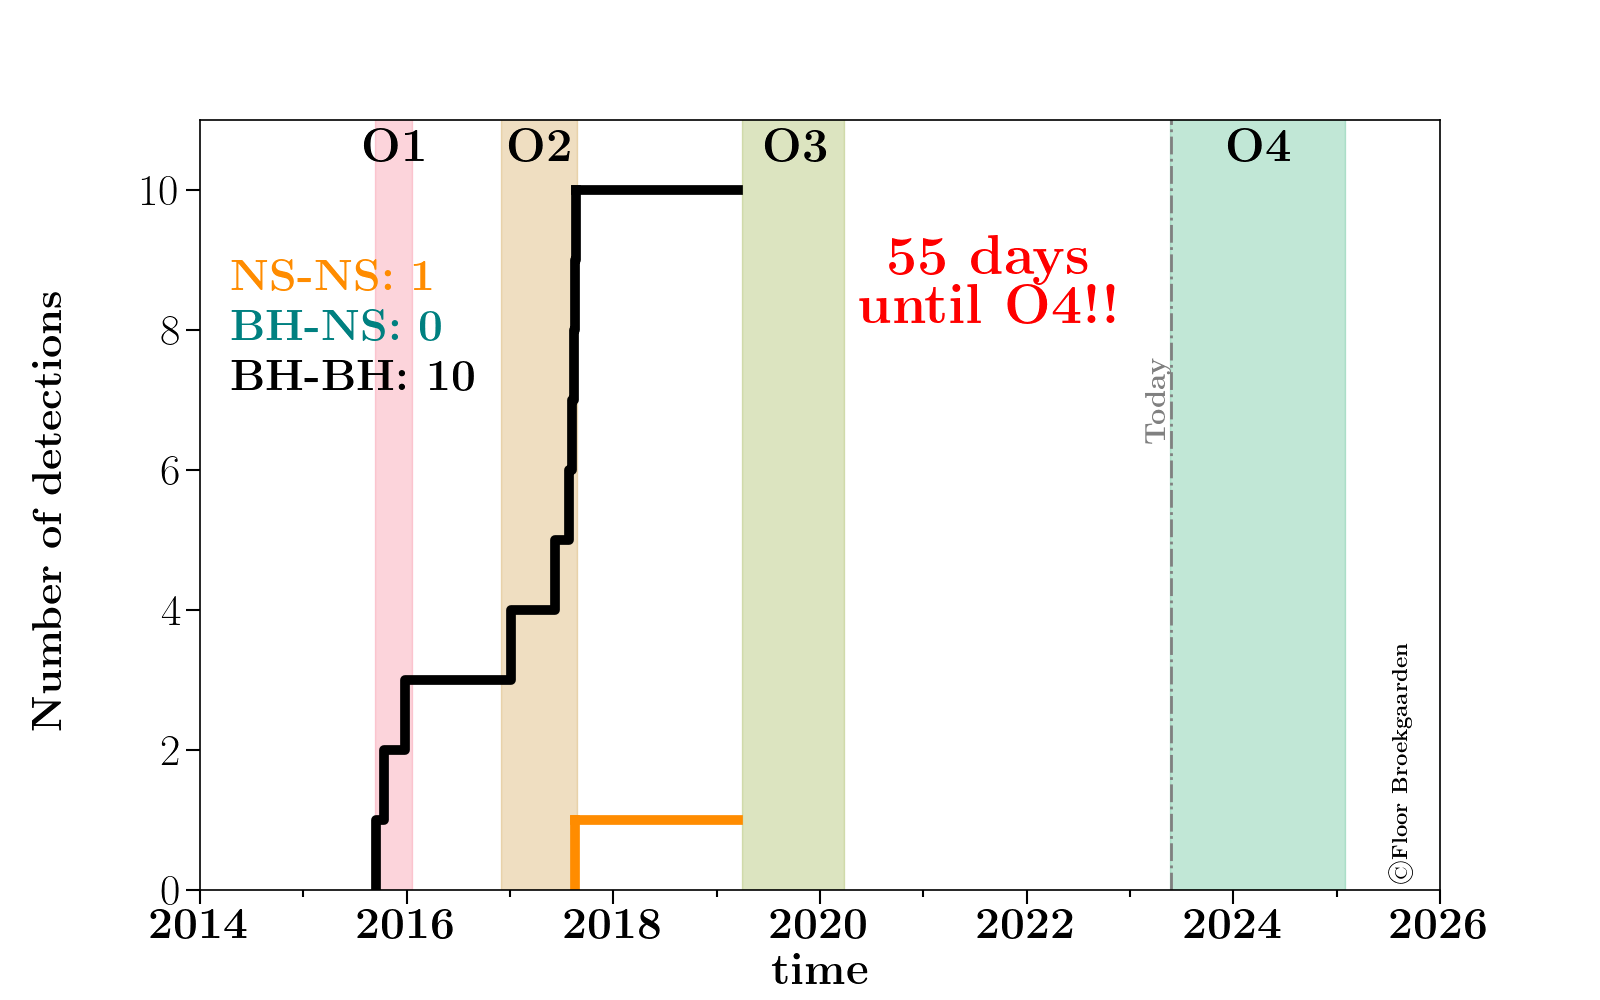 O1 O2 O3 O4
10
8
6
4
2
0
NS-NS: 1
BH-NS: 0
BH-BH: 10
55 days
until O4!!
Today
©Floor Broekgaarden
Number of detections
2014 2016 2018 2020 2022 2024 2026
time